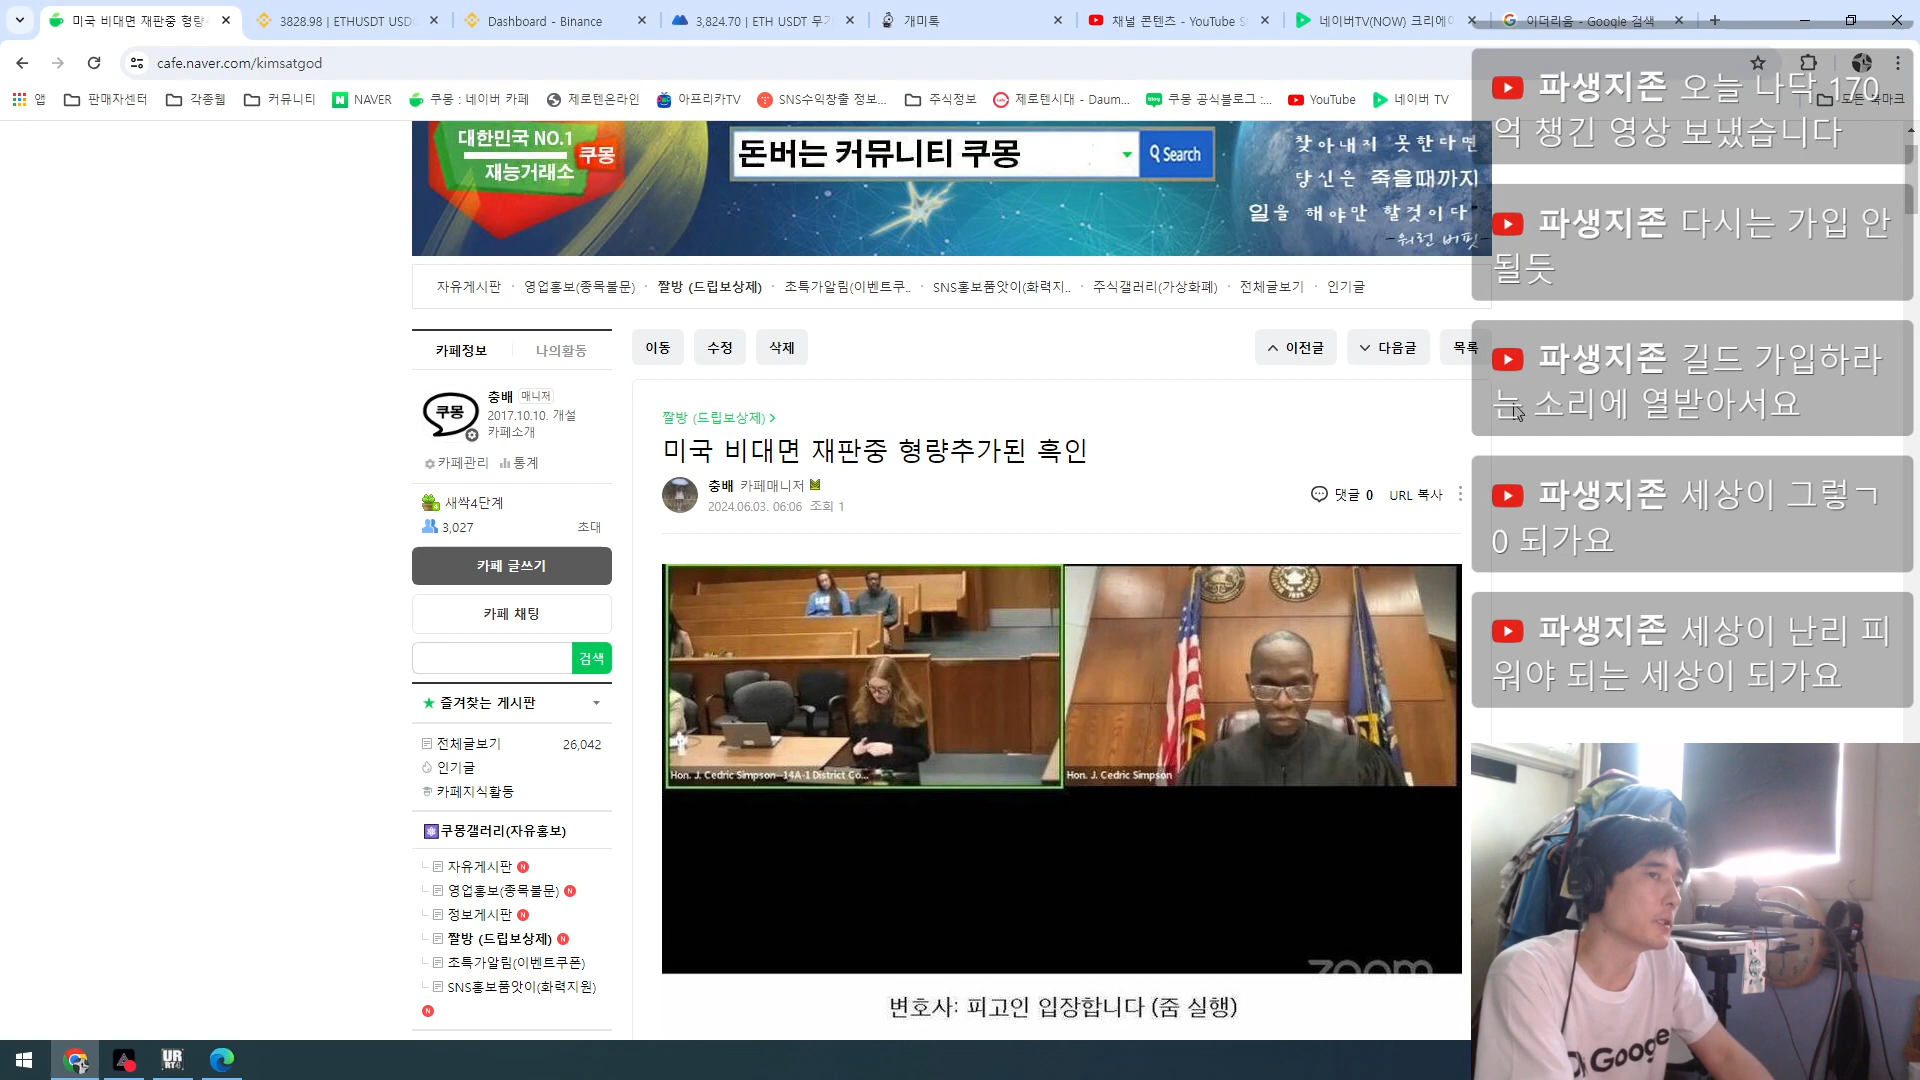 미국 비대면 재판중 형량
3828.98 | ETHUSDT USDⓈ
Dashboard - Binance
3,824.70 | ETH USDT 무기
개미톡
채널 콘텐츠 - YouTube S
네이버TV(NOW) 크리에이
이더리움 - Google 검색
cafe.naver.com/kimsatgod
앱
판매자센터
각종웹
커뮤니티
NAVER
쿠몽 : 네이버 카페
제로텐온라인
아프리카TV
SNS수익창출 정보...
주식정보
제로텐시대 - Daum...
쿠몽 공식블로그 :...
YouTube
네이버 TV
모든 북마크
대한민국 NO.1
쿠몽
재능거래소
돈버는 커뮤니티 쿠몽
Search
찾아내지 못한다면
당신은 죽을때까지
일을 해야만 할것이다"
-워런 버핏-
자유게시판 · 영업홍보(종목불문) · 짤방 (드립보상제) · 초특가알림(이벤트쿠.. · SNS홍보품앗이(화력지.. · 주식갤러리(가상화폐) · 전체글보기 · 인기글
카페정보
나의활동
쿠몽
충배 매니저
2017.10.10. 개설
카페소개
카페관리
통계
새싹4단계
3,027
초대
카페 글쓰기
카페 채팅
검색
즐겨찾는 게시판
전체글보기
26,042
인기글
카페지식활동
쿠몽갤러리(자유홍보)
자유게시판 N
영업홍보(종목불문) N
정보게시판 N
짤방 (드립보상제) N
초특가알림(이벤트쿠폰)
SNS홍보품앗이(화력지원)
N
이동
수정
삭제
이전글
다음글
목록
짤방 (드립보상제)
미국 비대면 재판중 형량추가된 흑인
충배 카페매니저
2024.06.03. 06:06 조회 1
댓글 0
URL 복사
Hon. J. Cedric Simpson--14A-1 District Co...
Hon. J. Cedric Simpson
zoom
변호사: 피고인 입장합니다 (줌 실행)
파생지존 오늘 나닥 170
억 챙긴 영상 보냈습니다
파생지존 다시는 가입 안
될듯
파생지존 길드 가입하라
는 소리에 열받아서요
파생지존 세상이 그렇ㄱ
0 되가요
파생지존 세상이 난리 피
워야 되는 세상이 되가요
Google
UR
RT4